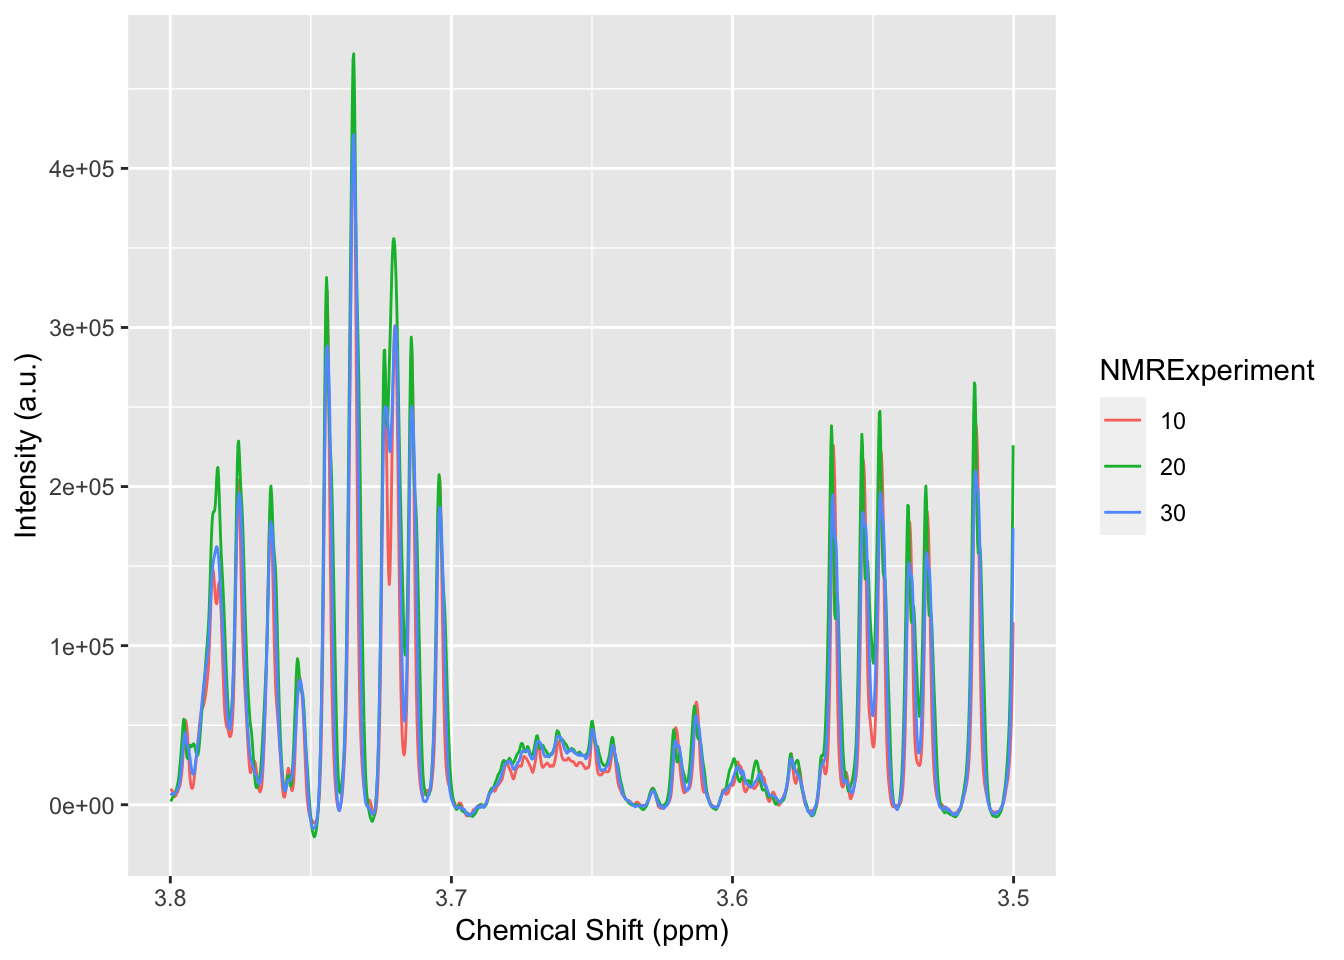 4e+05
3e+05
2e+05
1e+05
0e+00
Intensity (a.u.)
3.8 3.7 3.6 3.5
Chemical Shift (ppm)
NMRExperiment
10
20
30